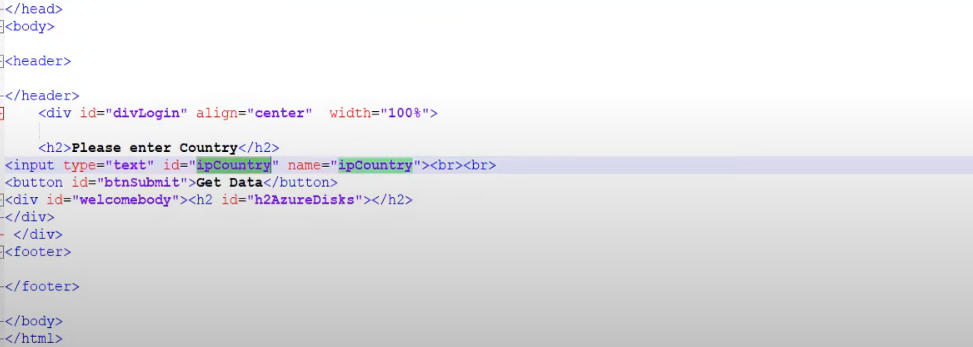 </head>
<body>
<header>
</header>
<div id="divLogin" align="center"  width="100%">
<h2>Please enter Country</h2>
<input type="text" id="ipCountry" name="ipCountry"><br><br>
<button id="btnSubmit">Get Data</button>
<div id="welcomebody"><h2 id="h2AzureDisks"></h2>
</div>
</div>
<footer>
</footer>
</body>
</html>